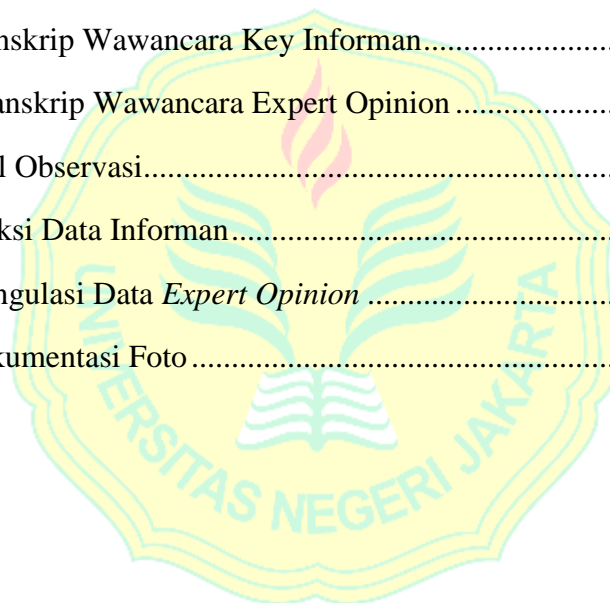 nskrip Wawancara Key Informan........................
anskrip Wawancara Expert Opinion ....................
l Observasi............................................................
ksi Data Informan.................................................
ngulasi Data Expert Opinion ...............................
kumentasi Foto .....................................................
UNIVERSITAS NEGERI JAKARTA